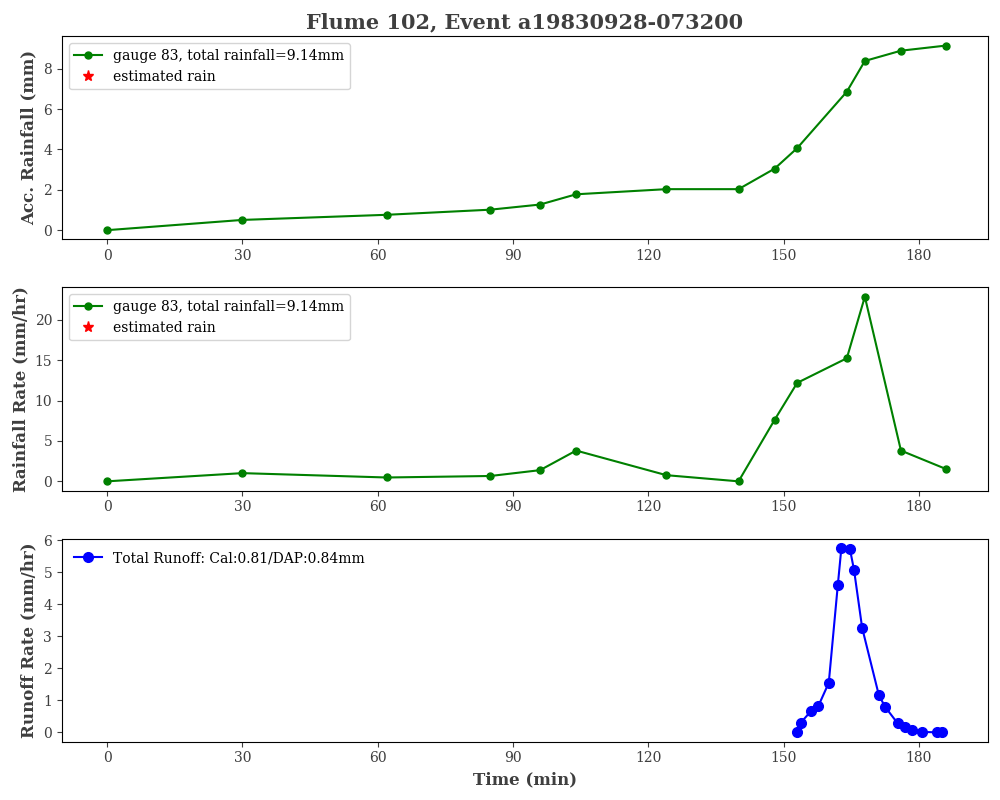 Flume 102, Event a19830928-073200
gauge 83, total rainfall=9.14mm
estimated rain
Acc. Rainfall (mm)
8
6
4
2
0
0 30 60 90 120 150 180
gauge 83, total rainfall=9.14mm
estimated rain
Rainfall Rate (mm/hr)
20
15
10
5
0
0 30 60 90 120 150 180
Total Runoff: Cal:0.81/DAP:0.84mm
Runoff Rate (mm/hr)
6
5
4
3
2
1
0
0 30 60 90 120 150 180
Time (min)